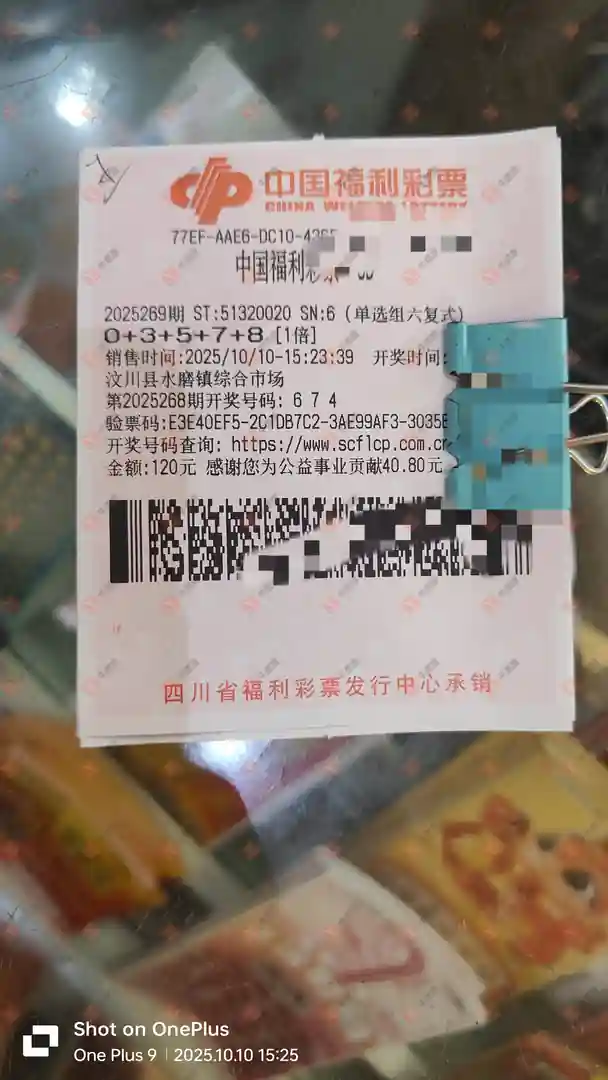 中国福利彩票
CHINA WELFARE LOTTERY
77EF-AAE6-DC10-4
中国福利彩票
2025269期 ST:51320020 SN:6 (单选组六复式)
0+3+5+7+8 [1倍]
销售时间:2025/10/10-15:23:39 开奖时间:
汶川县水磨镇综合市场
第2025268期开奖号码: 6 7 4
验票码:E3E40EF5-2C1DB7C2-3AE99AF3-3035
开奖号码查询: https://www.scflcp.com.cn
金额:120元 感谢您为公益事业贡献40.80元
四川省福利彩票发行中心承销
Shot on OnePlus
One Plus 9 | 2025.10.10 15:25